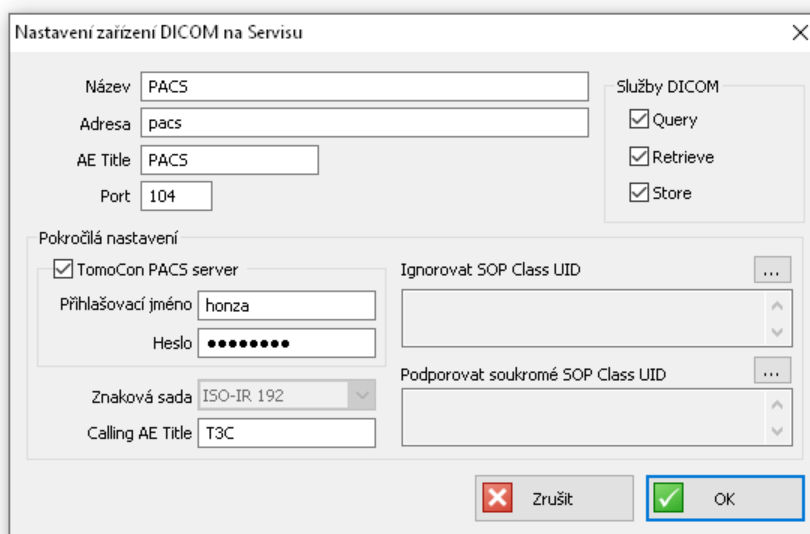 Nastavení zařízení DICOM na Servisu
Název PACS
Adresa pacs
AE Title PACS
Port 104
Služby DICOM
Query
Retrieve
Store
Pokročilá nastavení
TomoCon PACS server
Přihlašovací jméno honza
Heslo ●●●●●●●●
Znaková sada ISO-IR 192
Calling AE Title T3C
Ignorovat SOP Class UID ...
Podporovat soukromé SOP Class UID ...
Zrušit
OK